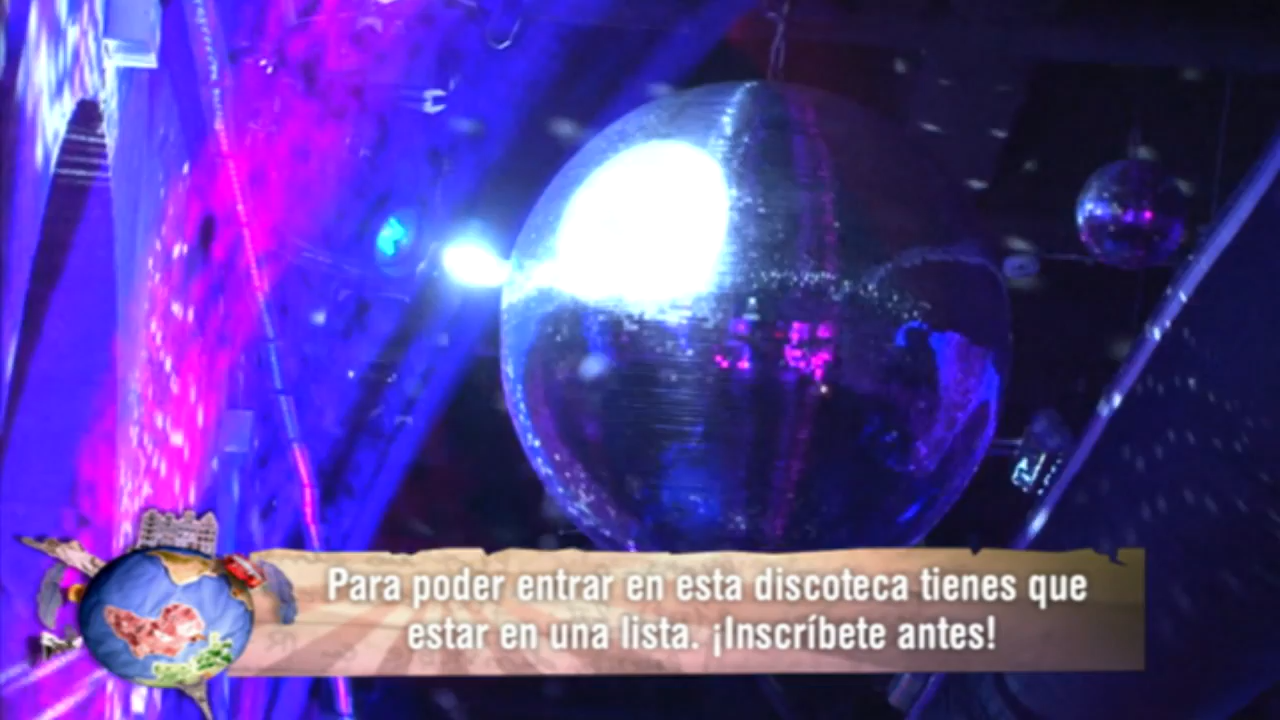 Para poder entrar en esta discoteca tienes que
estar en una lista. ¡Inscríbete antes!